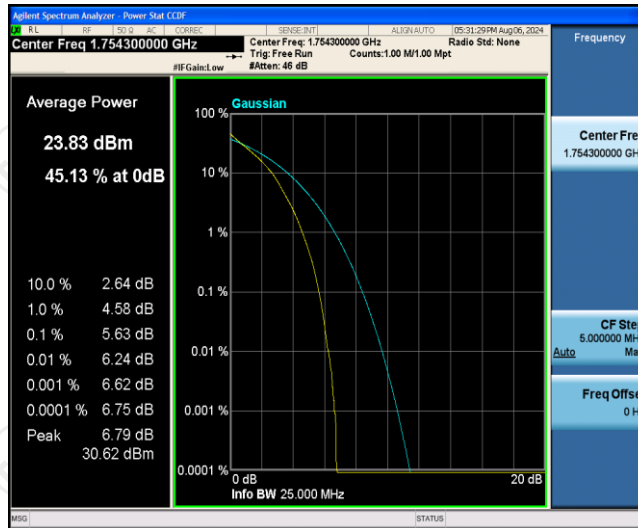 Agilent Spectrum Analyzer - Power Stat CCDF
LXI RL RF 50 Ω AC CORREC SENSE:INT ALIGN AUTO 05:31:29 PM Aug 06, 2024
Center Freq 1.754300000 GHz
Center Freq: 1.754300000 GHz Radio Std: None
Trig: Free Run Counts:1.00 M/1.00 Mpt
#IFGain:Low #Atten: 46 dB
Frequency
Average Power
23.83 dBm
45.13 % at 0dB
10.0 % 2.64 dB
1.0 % 4.58 dB
0.1 % 5.63 dB
0.01 % 6.24 dB
0.001 % 6.62 dB
0.0001 % 6.75 dB
Peak 6.79 dB
30.62 dBm
Gaussian
100 %
10 %
1 %
0.1 %
0.01 %
0.001 %
0.0001 %
0 dB 20 dB
Info BW 25.000 MHz
Center Fre
1.754300000 GH
CF Ste
5.000000 MH
Auto Ma
Freq Offse
0 H
MSG STATUS